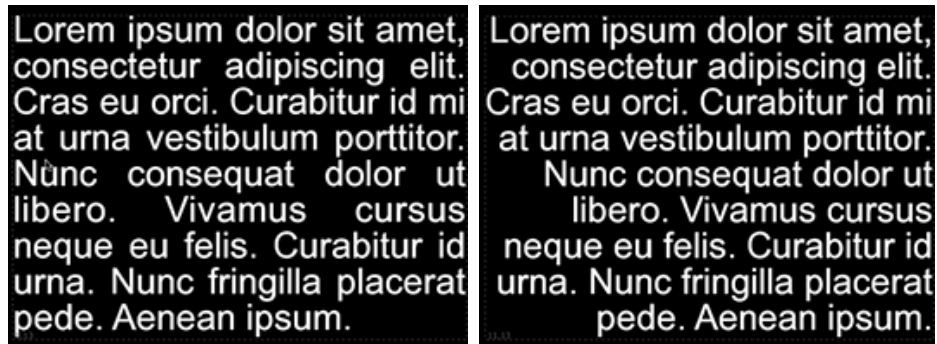 Lorem ipsum dolor sit amet,
consectetur adipiscing elit.
Cras eu orci. Curabitur id mi
at urna vestibulum porttitor.
Nunc consequat dolor ut
libero. Vivamus cursus
neque eu felis. Curabitur id
urna. Nunc fringilla placerat
pede. Aenean ipsum.
Lorem ipsum dolor sit amet,
consectetur adipiscing elit.
Cras eu orci. Curabitur id mi
at urna vestibulum porttitor.
Nunc consequat dolor ut
libero. Vivamus cursus
neque eu felis. Curabitur id
urna. Nunc fringilla placerat
pede. Aenean ipsum.